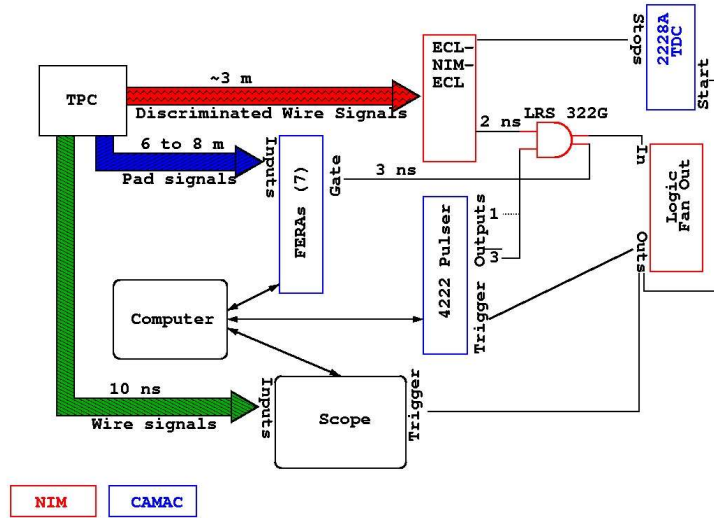 Stops
2228A
TDC
Start
ECL-
NIM-
ECL
~3 m
TPC
Discriminated Wire Signals
2 ns
LRS 322G
6 to 8 m
Pad signals
Inputs
FERAs (7)
Gate
3 ns
In
Logic
Fan Out
Outs
4222 Pulser
Trigger Outputs
1
3
Computer
10 ns
Wire signals
Inputs
Scope
Trigger
NIM
CAMAC